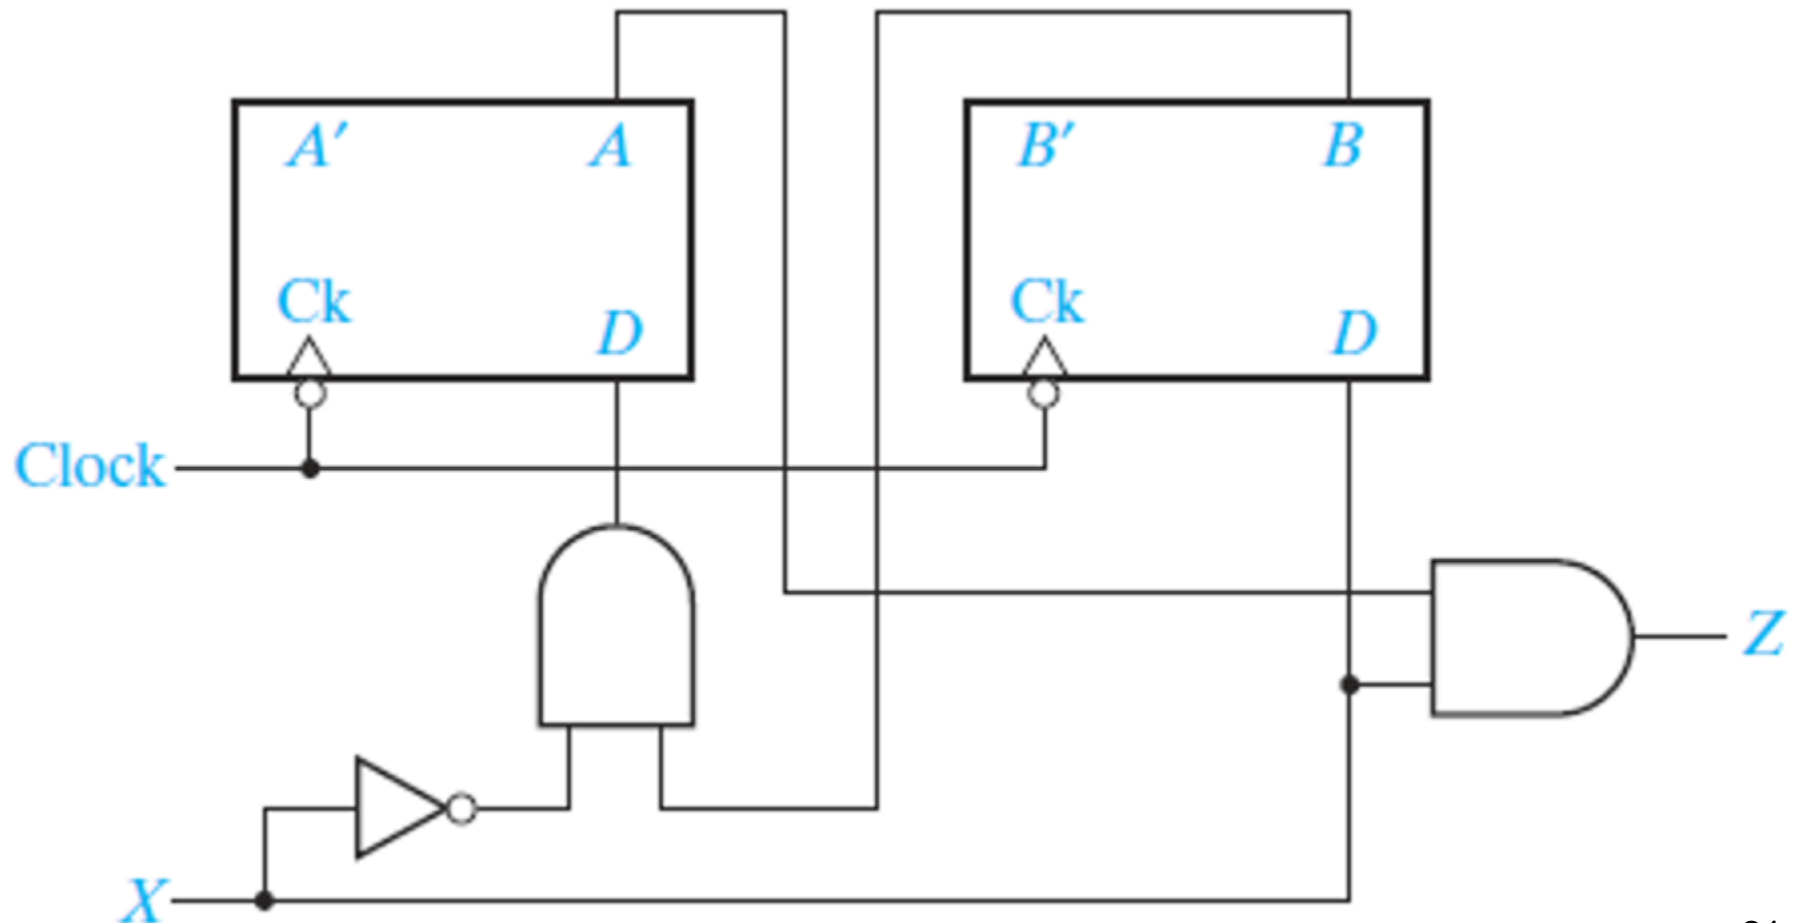 A′ A B′ B
Ck Ck
D D
Clock
Z
X